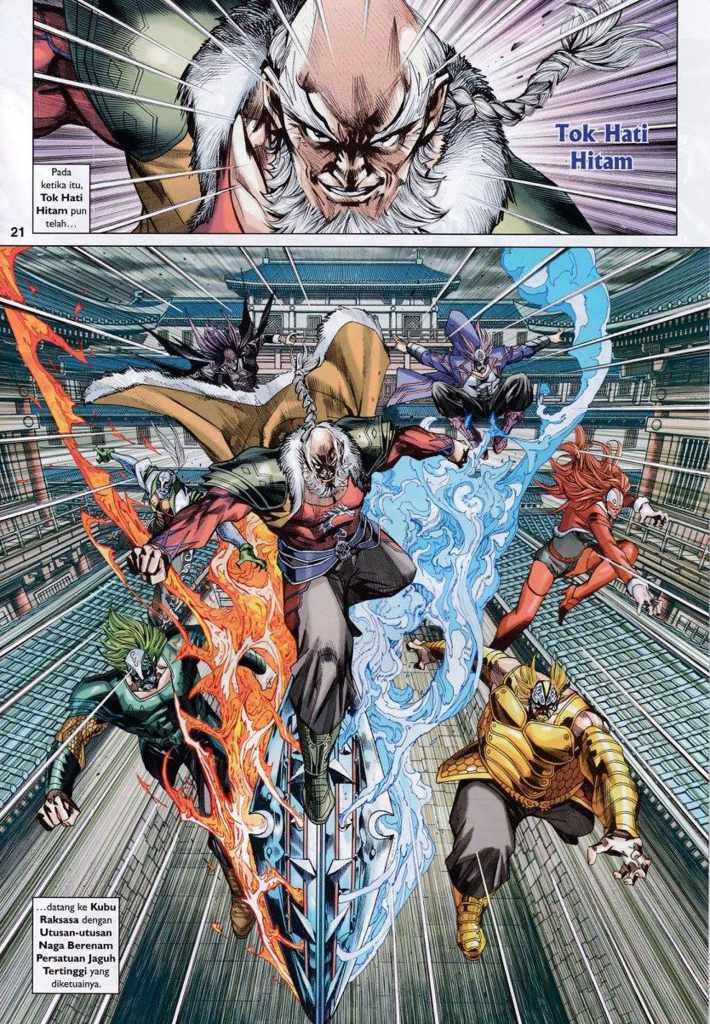 Tok Hati
Hitam
Pada
ketika itu,
Tok Hati
Hitam pun
telah...
21
...datang ke Kubu
Raksasa dengan
Utusan-utusan
Naga Berenam
Persatuan Jaguh
Tertinggi yang
diketuainya.